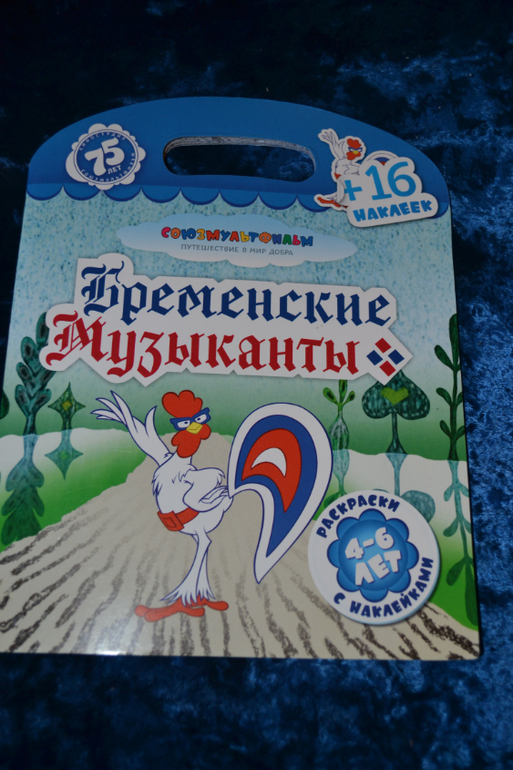 75
ЛЕТ
+16
НАКЛЕЕК
СОЮЗМУЛЬТФИЛЬМ
ПУТЕШЕСТВИЕ В МИР ДОБРА
Бременские
Музыканты
РАСКРАСКИ
4-6
ЛЕТ
С НАКЛЕЙКАМИ